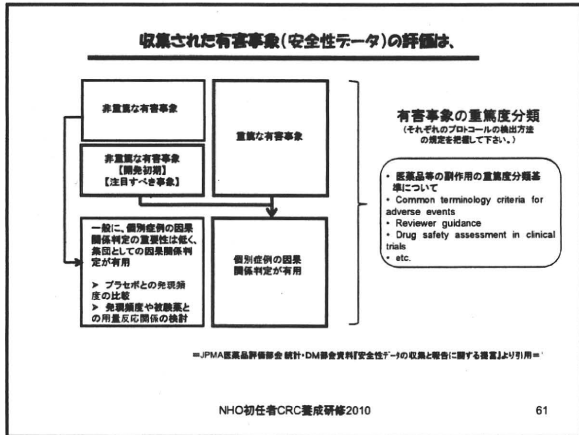 収集された有害事象(安全性データ)の評価は、
非重篤な有害事象
重篤な有害事象
非重篤な有害事象
【開発初期】
【注目すべき事象】
一般に、個別症例の因果
関係判定の重要性は低く、
集団としての因果関係判
定が有用
➢ プラセボとの発現頻
度の比較
➢ 発現頻度や被験薬と
の用量反応関係の検討
個別症例の因果
関係判定が有用
有害事象の重篤度分類
(それぞれのプロトコールの検出方法
の規定を把握して下さい。)
• 医薬品等の副作用の重篤度分類基
準について
• Common terminology criteria for
adverse events
• Reviewer guidance
• Drug safety assessment in clinical
trials
• etc.
=JPMA医薬品評価部会 統計・DM部会資料『安全性データの収集と報告に関する提言』より引用=
NHO初任者CRC養成研修2010
61